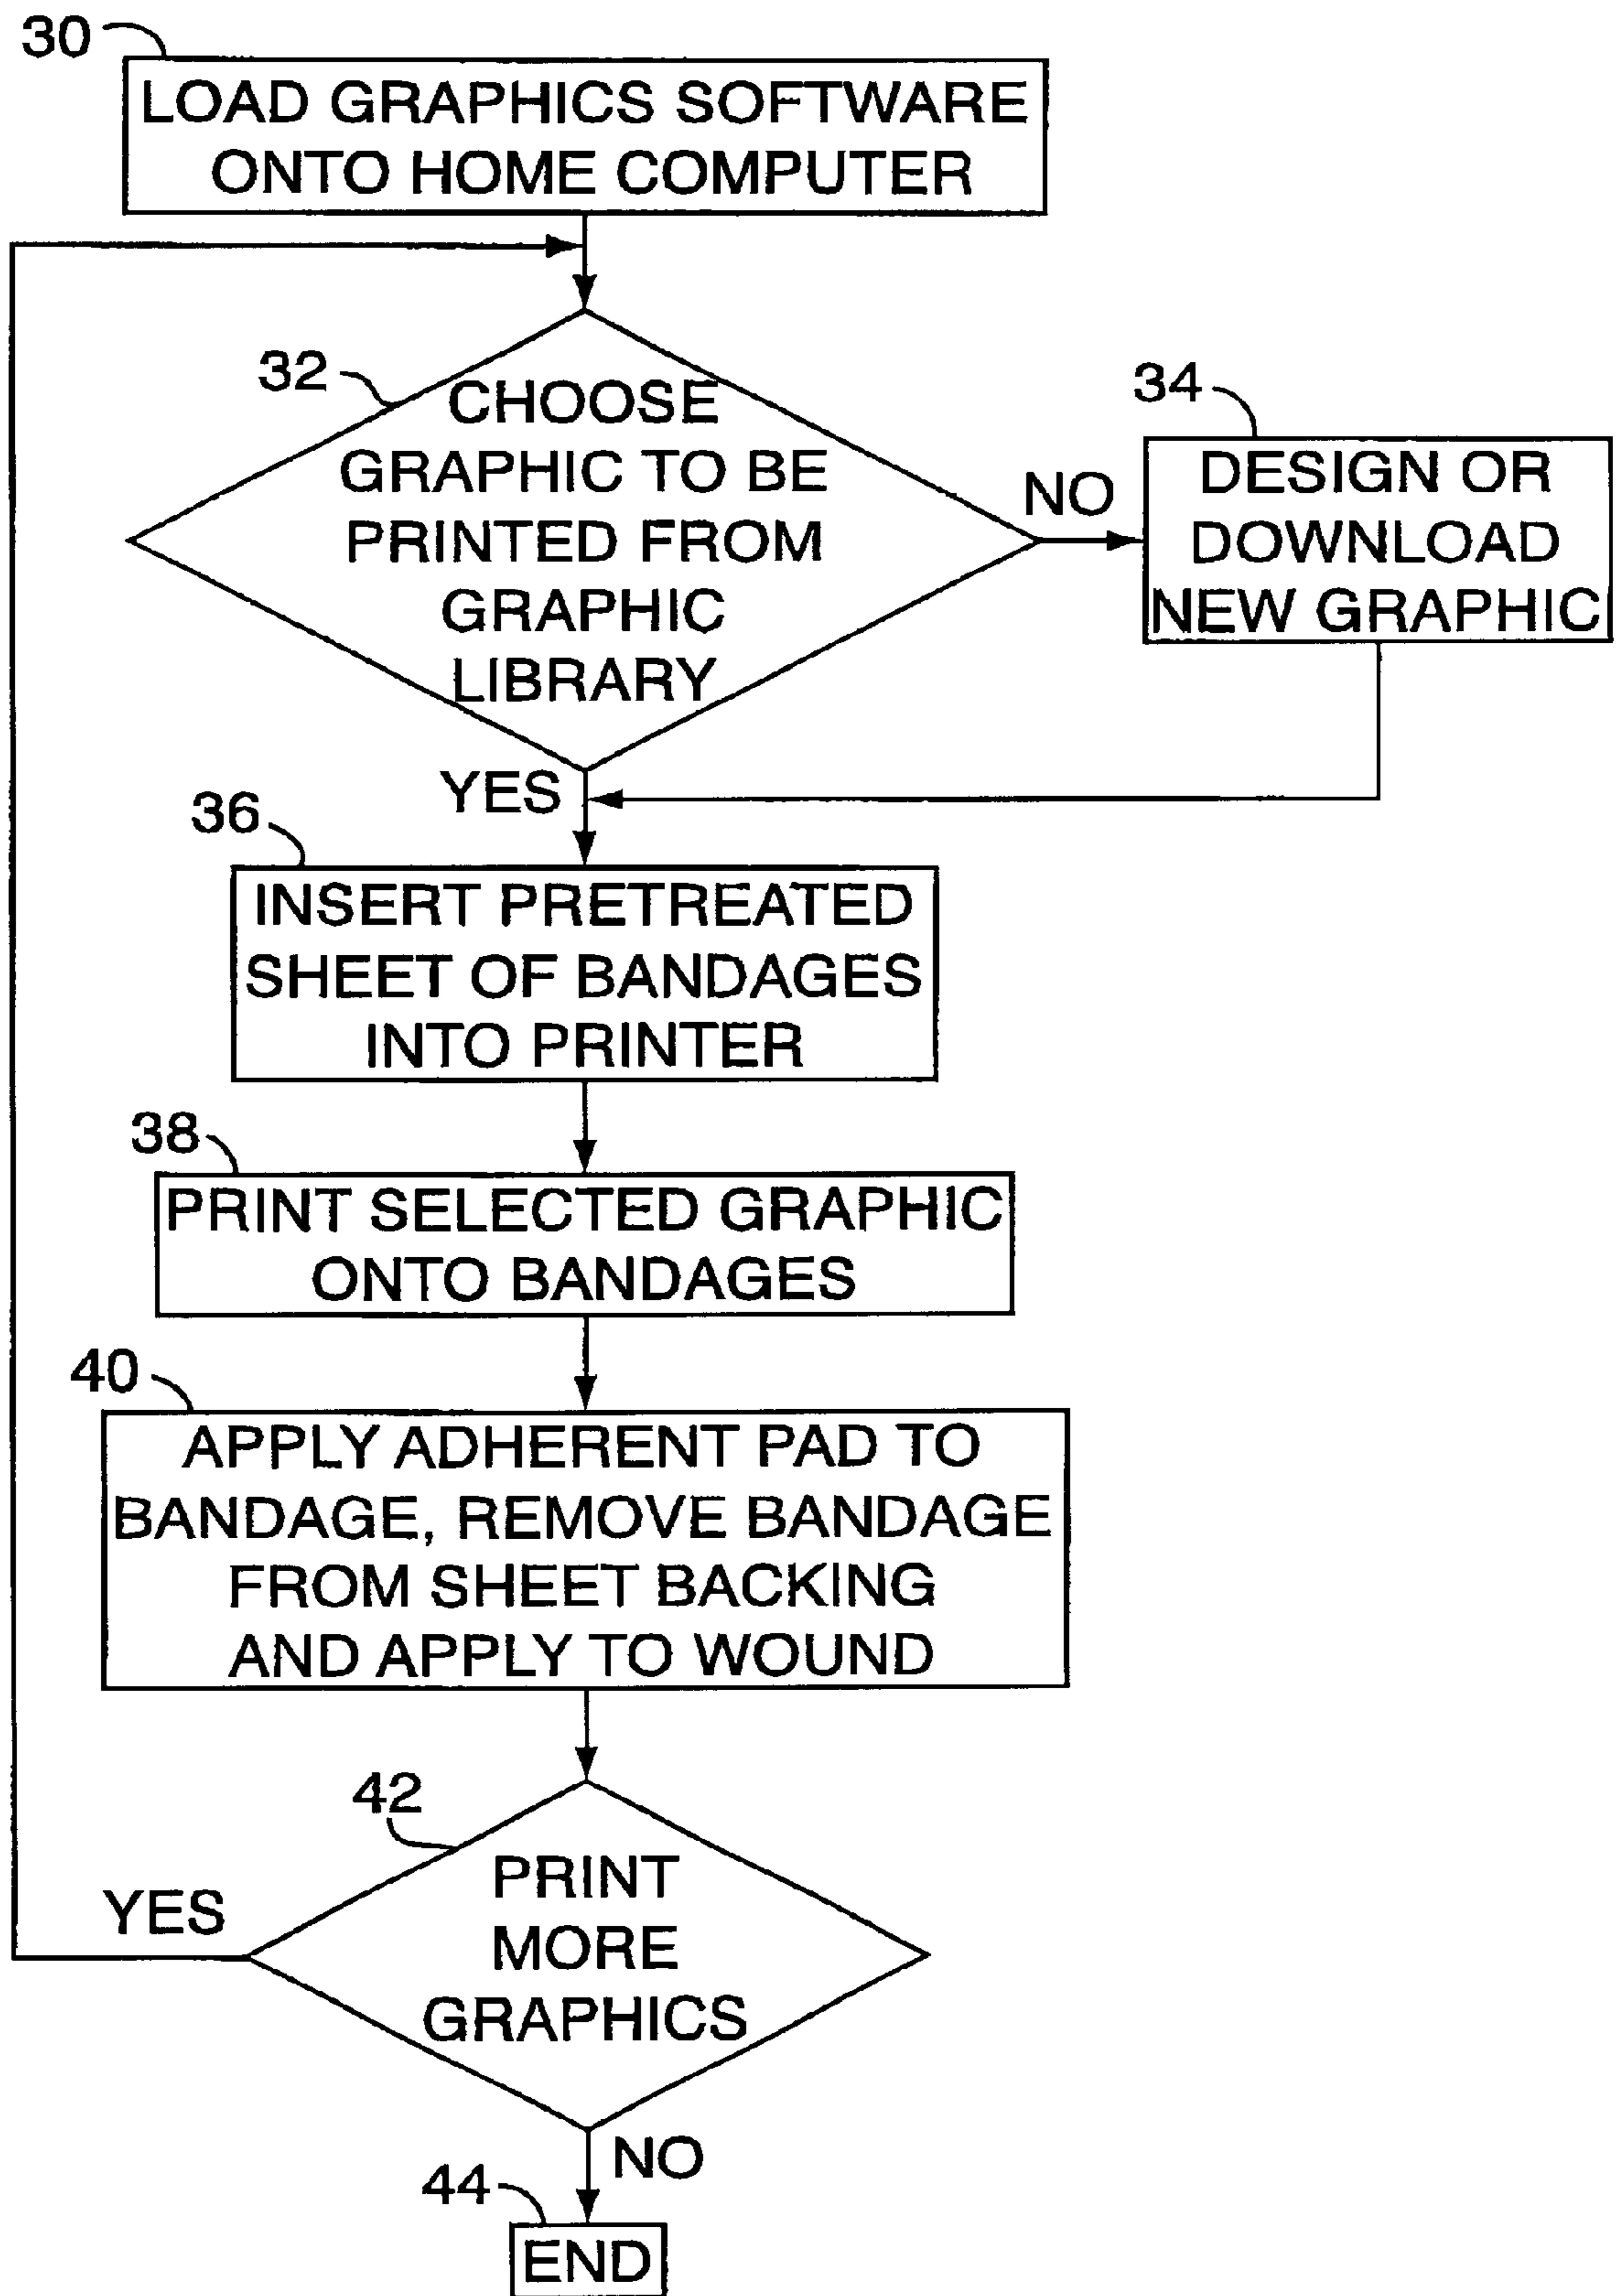 30
LOAD GRAPHICS SOFTWARE
ONTO HOME COMPUTER
32
CHOOSE
GRAPHIC TO BE
PRINTED FROM
GRAPHIC
LIBRARY
NO
34
DESIGN OR
DOWNLOAD
NEW GRAPHIC
YES
36
INSERT PRETREATED
SHEET OF BANDAGES
INTO PRINTER
38
PRINT SELECTED GRAPHIC
ONTO BANDAGES
40
APPLY ADHERENT PAD TO
BANDAGE, REMOVE BANDAGE
FROM SHEET BACKING
AND APPLY TO WOUND
42
PRINT
MORE
GRAPHICS
YES
NO
44
END